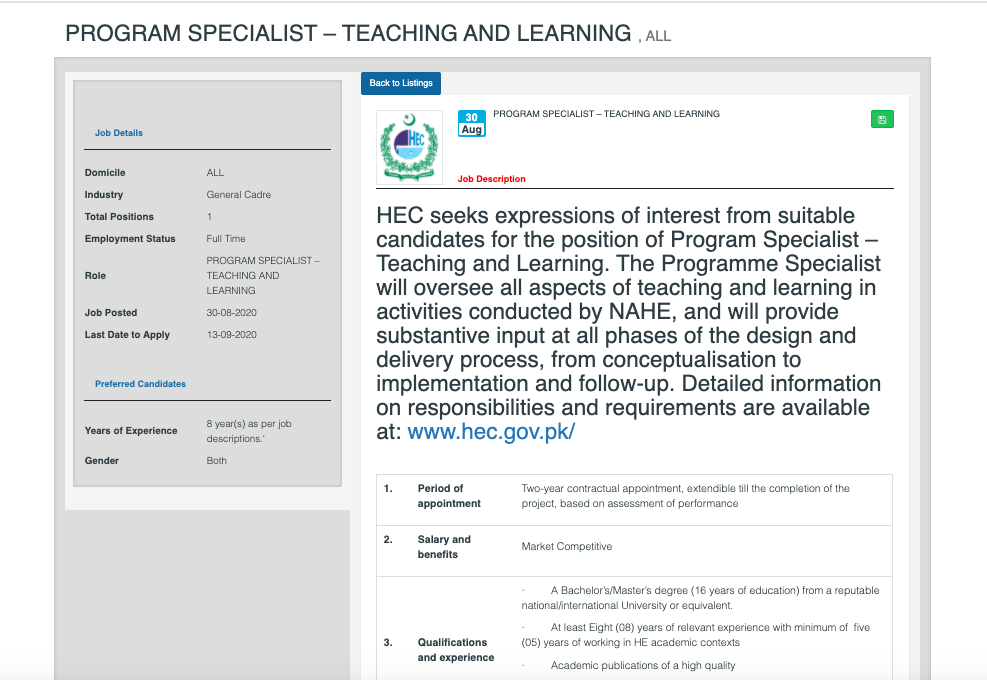 PROGRAM SPECIALIST – TEACHING AND LEARNING , ALL
Job Details
Domicile ALL
Industry General Cadre
Total Positions 1
Employment Status Full Time
Role PROGRAM SPECIALIST –
TEACHING AND
LEARNING
Job Posted 30-08-2020
Last Date to Apply 13-09-2020
Preferred Candidates
Years of Experience 8 year(s) as per job
descriptions.'
Gender Both
Back to Listings
HEC
30
Aug
PROGRAM SPECIALIST – TEACHING AND LEARNING
Job Description
HEC seeks expressions of interest from suitable
candidates for the position of Program Specialist –
Teaching and Learning. The Programme Specialist
will oversee all aspects of teaching and learning in
activities conducted by NAHE, and will provide
substantive input at all phases of the design and
delivery process, from conceptualisation to
implementation and follow-up. Detailed information
on responsibilities and requirements are available
at: www.hec.gov.pk/
1. Period of
appointment
Two-year contractual appointment, extendible till the completion of the
project, based on assessment of performance
2. Salary and
benefits
Market Competitive
3. Qualifications
and experience
· A Bachelor's/Master's degree (16 years of education) from a reputable
national/international University or equivalent.
· At least Eight (08) years of relevant experience with minimum of five
(05) years of working in HE academic contexts
· Academic publications of a high quality